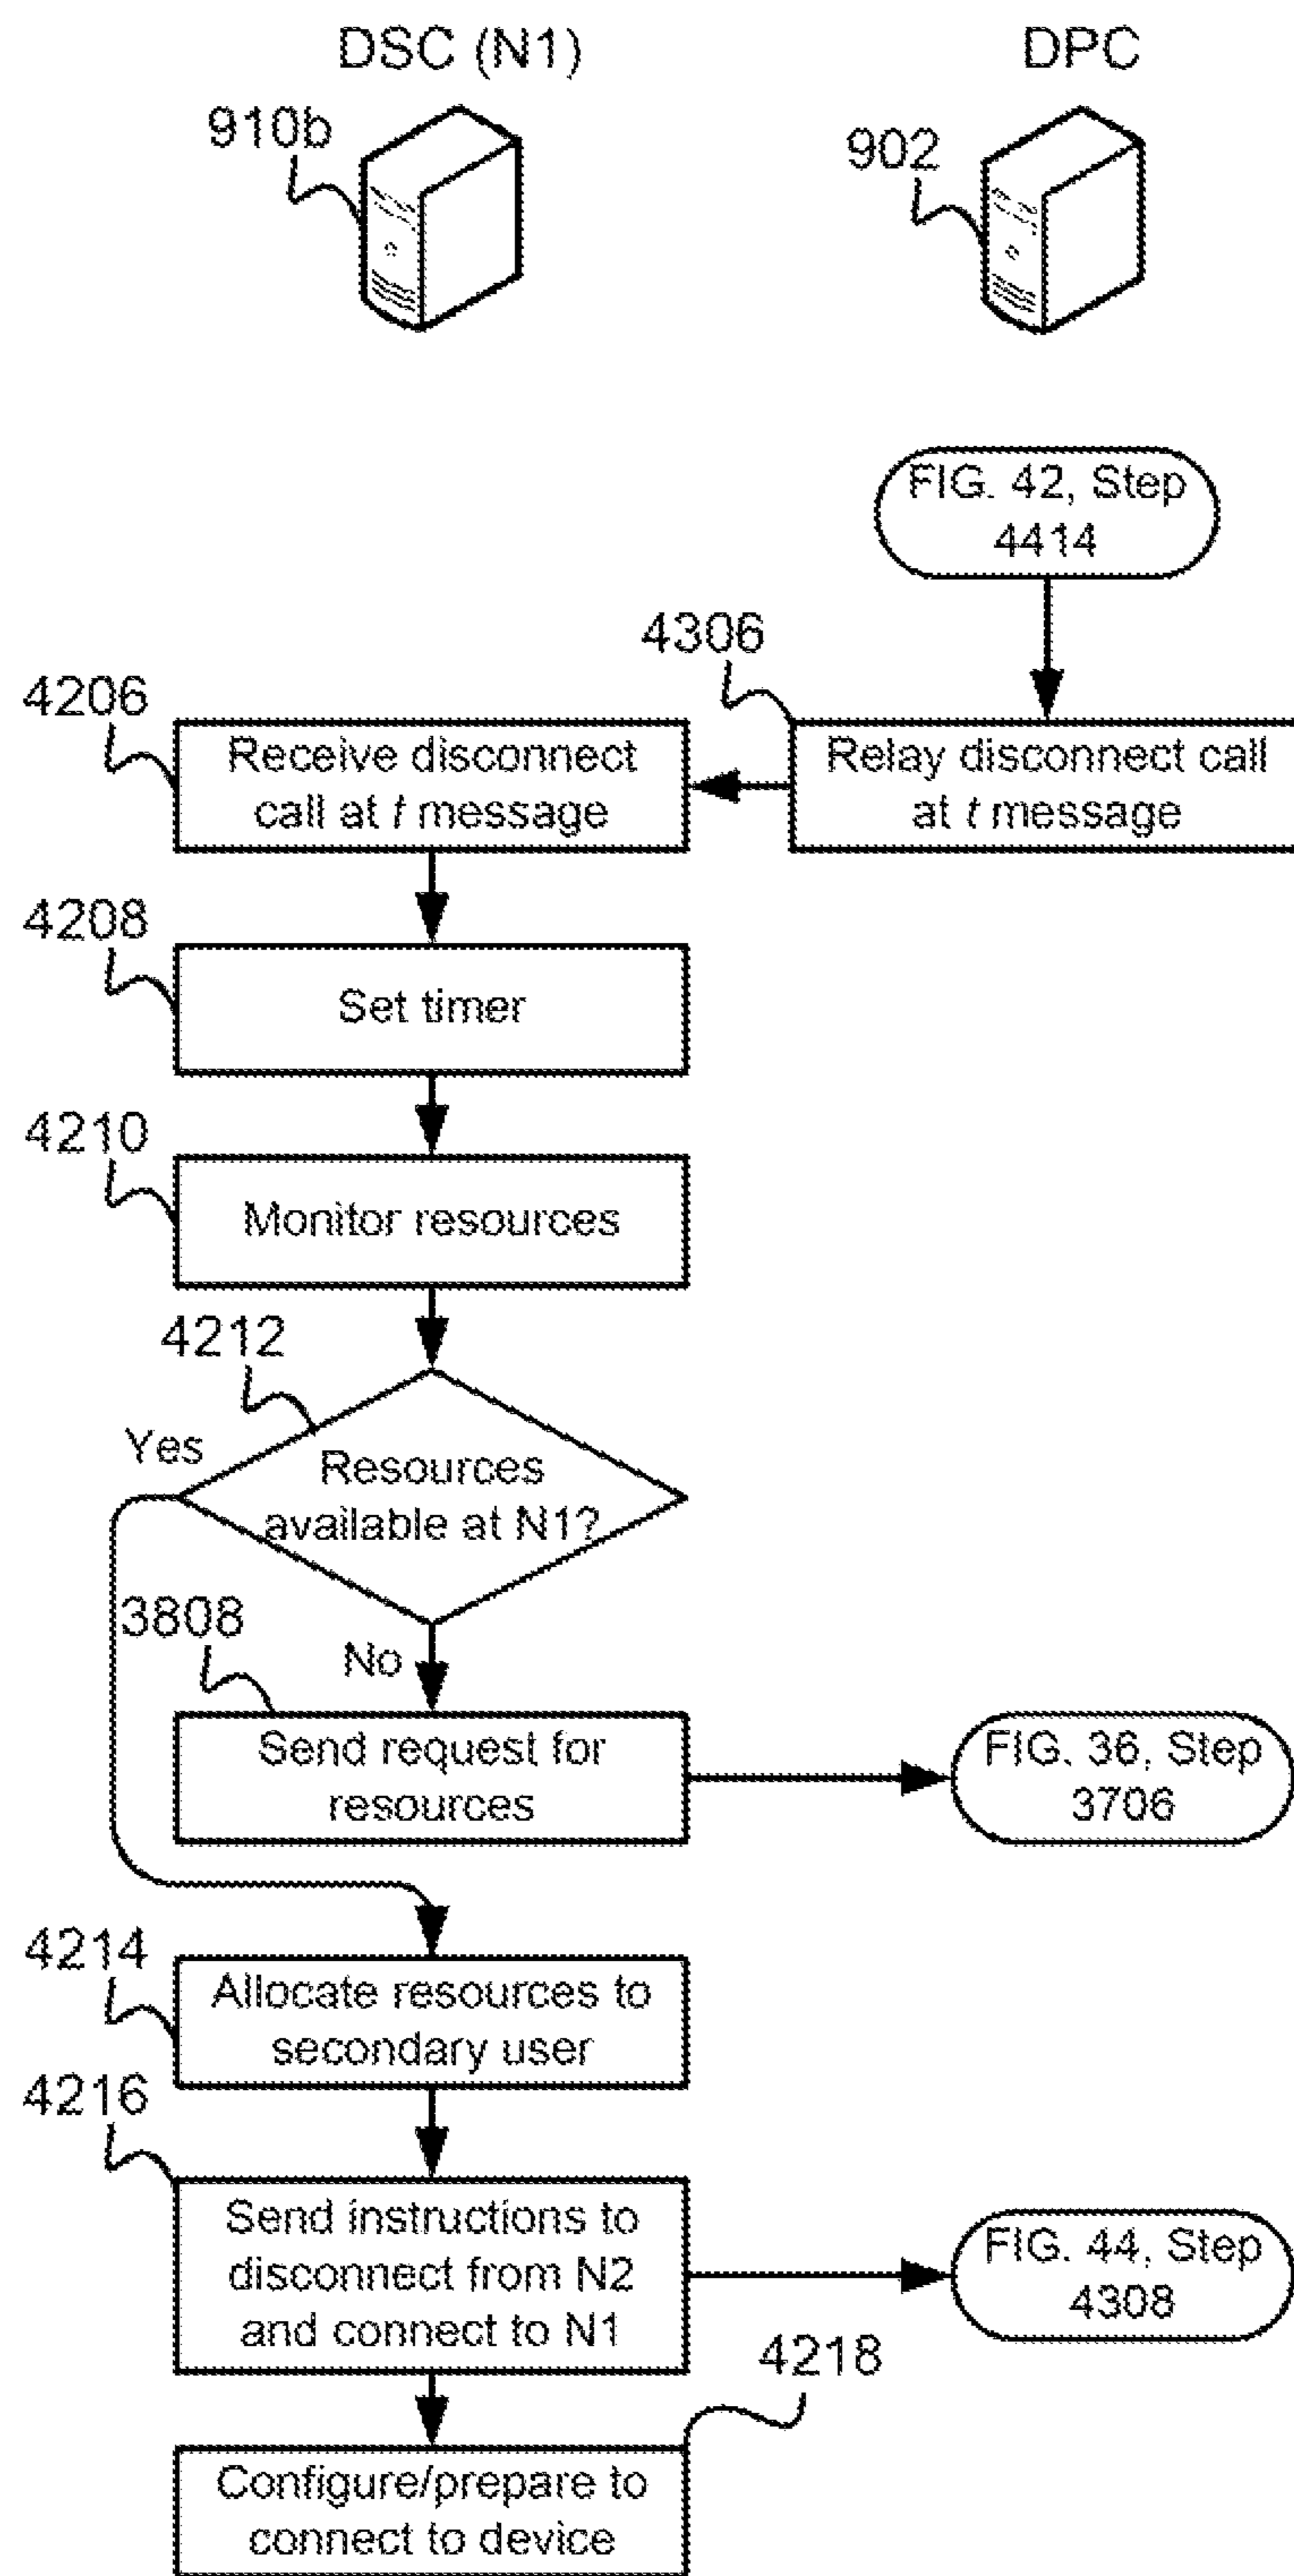 DSC (N1)
DPC
910b
902
FIG. 42, Step
4414
4306
4206
Receive disconnect
call at t message
Relay disconnect call
at t message
4208
Set timer
4210
Monitor resources
4212
Yes
Resources
available at N1?
3808
No
Send request for
resources
FIG. 36, Step
3706
4214
Allocate resources to
secondary user
4216
Send instructions to
disconnect from N2
and connect to N1
FIG. 44, Step
4308
4218
Configure/prepare to
connect to device